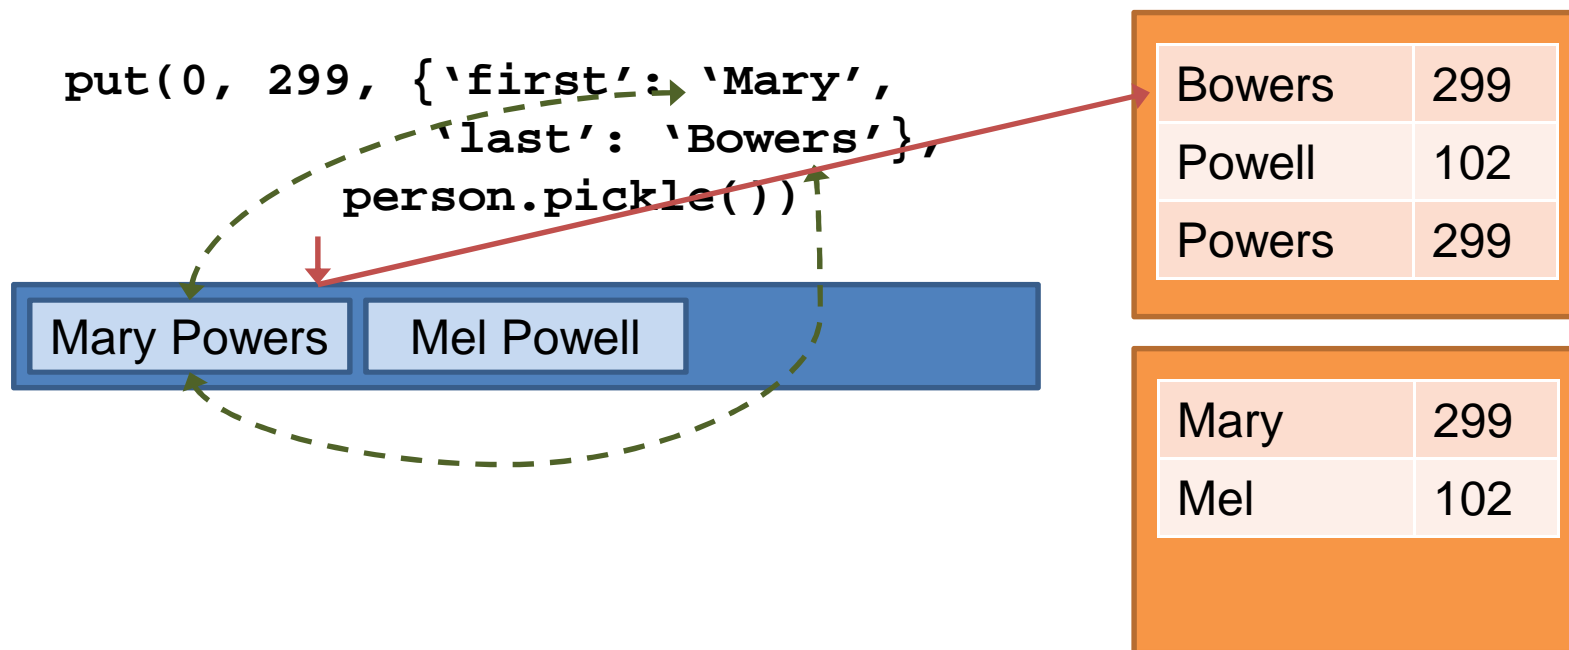 put(0, 299, {‘first’: ‘Mary’,
‘last’: ‘Bowers’},
person.pickle())
Mary Powers Mel Powell
Bowers 299
Powell 102
Powers 299
Mary 299
Mel 102